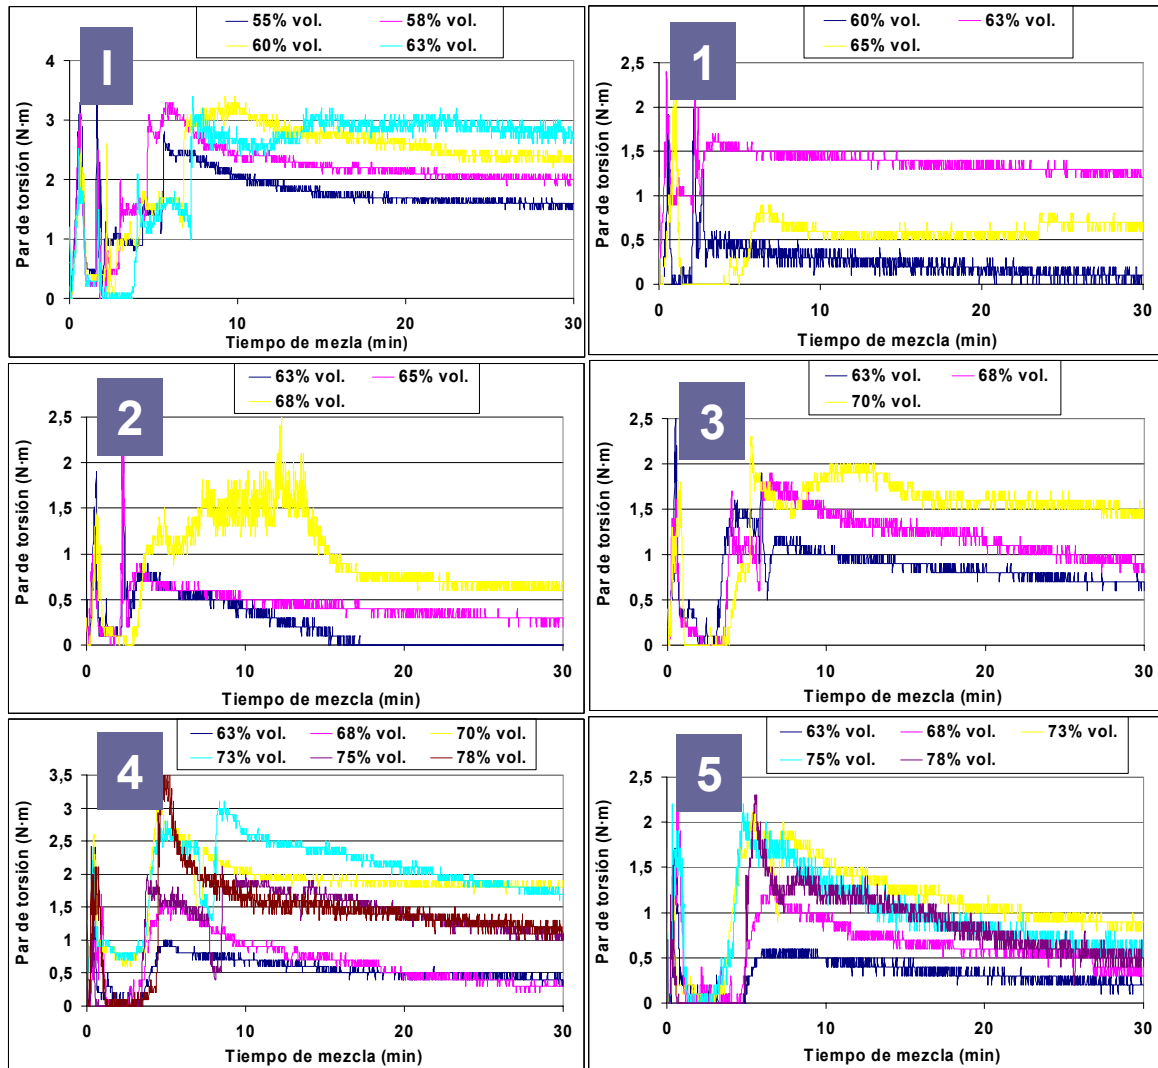 55% vol. 58% vol.
60% vol. 63% vol.
I
Par de torsión (N·m)
4
3
2
1
0
0 10 20 30
Tiempo de mezla (min)
60% vol. 63% vol.
65% vol.
1
Par de torsión (N·m)
2,5
2
1,5
1
0,5
0
0 10 20 30
Tiempo de mezcla (min)
63% vol. 65% vol.
68% vol.
2
Par de torsión (N·m)
2,5
2
1,5
1
0,5
0
0 10 20 30
Tiempo de mezcla (min)
63% vol. 68% vol.
70% vol.
3
Par de torsión (N·m)
2,5
2
1,5
1
0,5
0
0 10 20 30
Tiempo de mezcla (min)
63% vol. 68% vol. 70% vol.
73% vol. 75% vol. 78% vol.
4
Par de torsión (N·m)
3,5
3
2,5
2
1,5
1
0,5
0
0 10 20 30
Tiempo de mezcla (min)
63% vol. 68% vol. 73% vol.
75% vol. 78% vol.
5
Par de torsión (N·m)
2,5
2
1,5
1
0,5
0
0 10 20 30
Tiempo de mezcla (min)